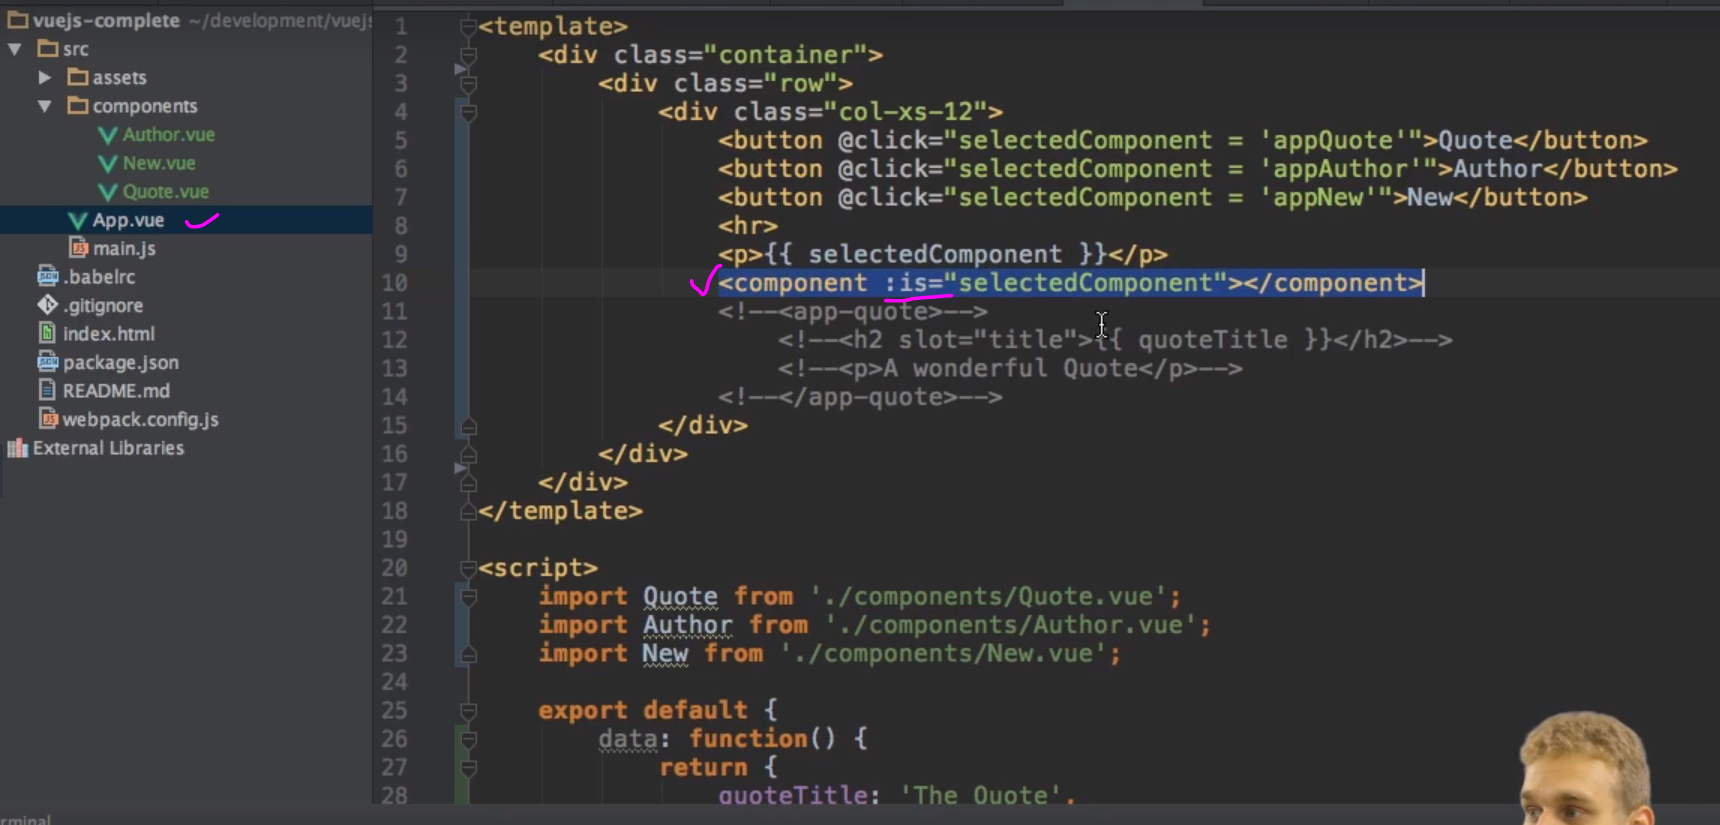 vuejs-complete ~/development/vuejs
src
assets
components
Author.vue
New.vue
Quote.vue
App.vue
main.js
.babelrc
.gitignore
index.html
package.json
README.md
webpack.config.js
External Libraries
1 <template>
2 <div class="container">
3 <div class="row">
4 <div class="col-xs-12">
5 <button @click="selectedComponent = 'appQuote'">Quote</button>
6 <button @click="selectedComponent = 'appAuthor'">Author</button>
7 <button @click="selectedComponent = 'appNew'">New</button>
8 <hr>
9 <p>{{ selectedComponent }}</p>
10 <component :is="selectedComponent"></component>
11 <!--<app-quote>-->
12 <!--<h2 slot="title">{{ quoteTitle }}</h2>-->
13 <!--<p>A wonderful Quote</p>-->
14 <!--</app-quote>-->
15 </div>
16 </div>
17 </div>
18 </template>
19
20 <script>
21 import Quote from './components/Quote.vue';
22 import Author from './components/Author.vue';
23 import New from './components/New.vue';
24
25 export default {
26 data: function() {
27 return {
28 quoteTitle: 'The Quote',
rminal